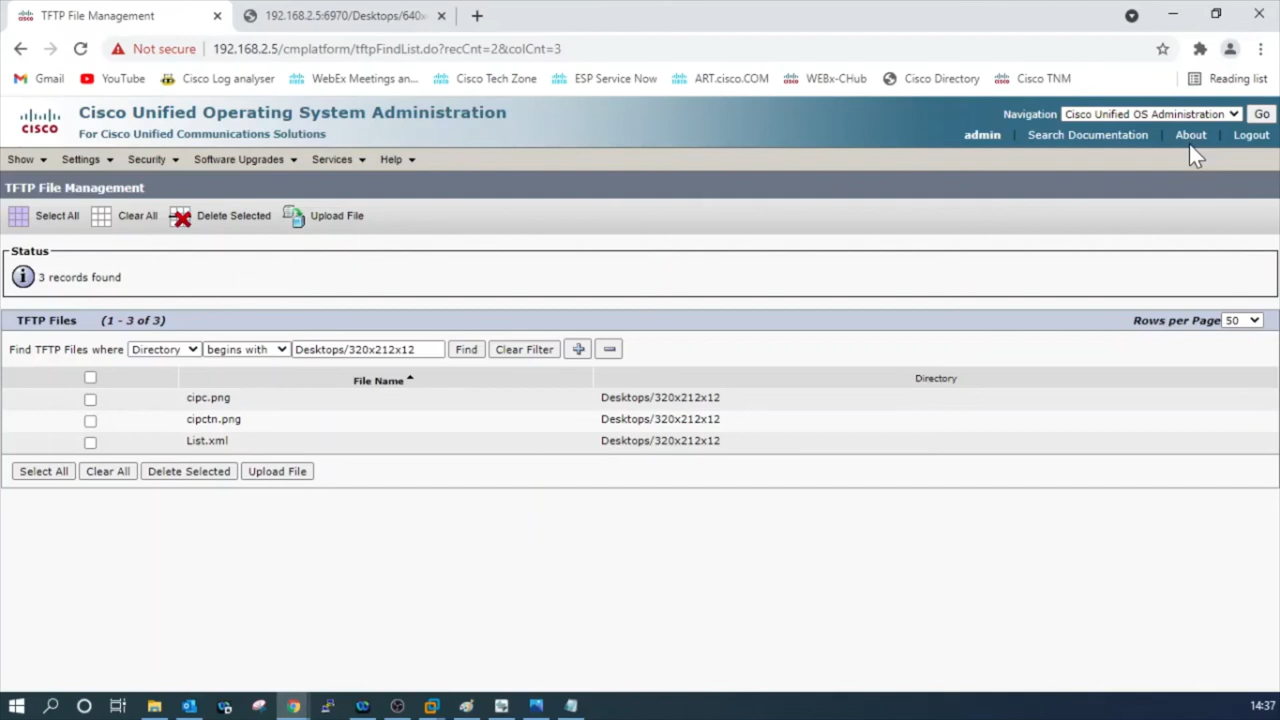 TFTP File Management
192.168.2.5:6970/Desktops/640x
Not secure
192.168.2.5/cmplatform/tftpFindList.do?recCnt=2&colCnt=3
Gmail YouTube Cisco Log analyser WebEx Meetings an... Cisco Tech Zone ESP Service Now ART.cisco.COM WEBx-CHub Cisco Directory Cisco TNM Reading list
CISCO
Cisco Unified Operating System Administration
For Cisco Unified Communications Solutions
Navigation Cisco Unified OS Administration Go
admin | Search Documentation | About | Logout
Show Settings Security Software Upgrades Services Help
TFTP File Management
Select All Clear All Delete Selected Upload File
Status
3 records found
TFTP Files (1 - 3 of 3) Rows per Page 50
Find TFTP Files where Directory begins with Desktops/320x212x12 Find Clear Filter
File Name Directory
cipc.png Desktops/320x212x12
cipctn.png Desktops/320x212x12
List.xml Desktops/320x212x12
Select All Clear All Delete Selected Upload File
14:37